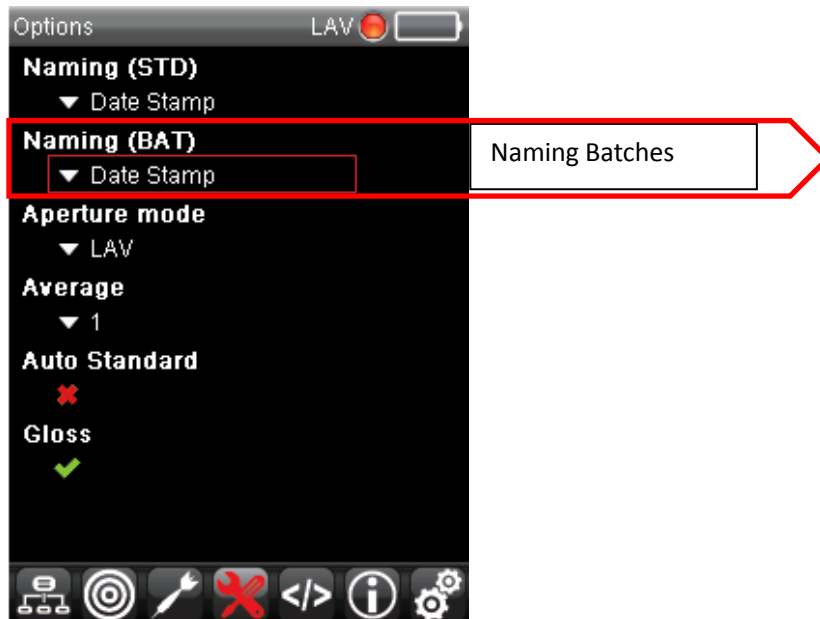 Options LAV
Naming (STD)
Date Stamp
Naming (BAT)
Date Stamp
Naming Batches
Aperture mode
LAV
Average
1
Auto Standard
Gloss
</>